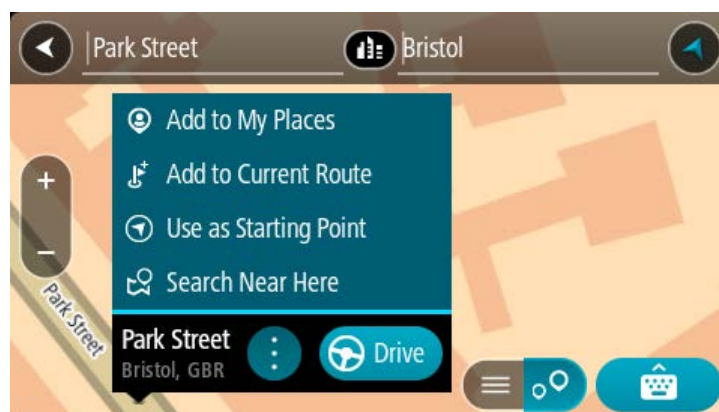 Park Street
Bristol
Add to My Places
Add to Current Route
Use as Starting Point
Search Near Here
Park Street
Park Street
Bristol, GBR
Drive